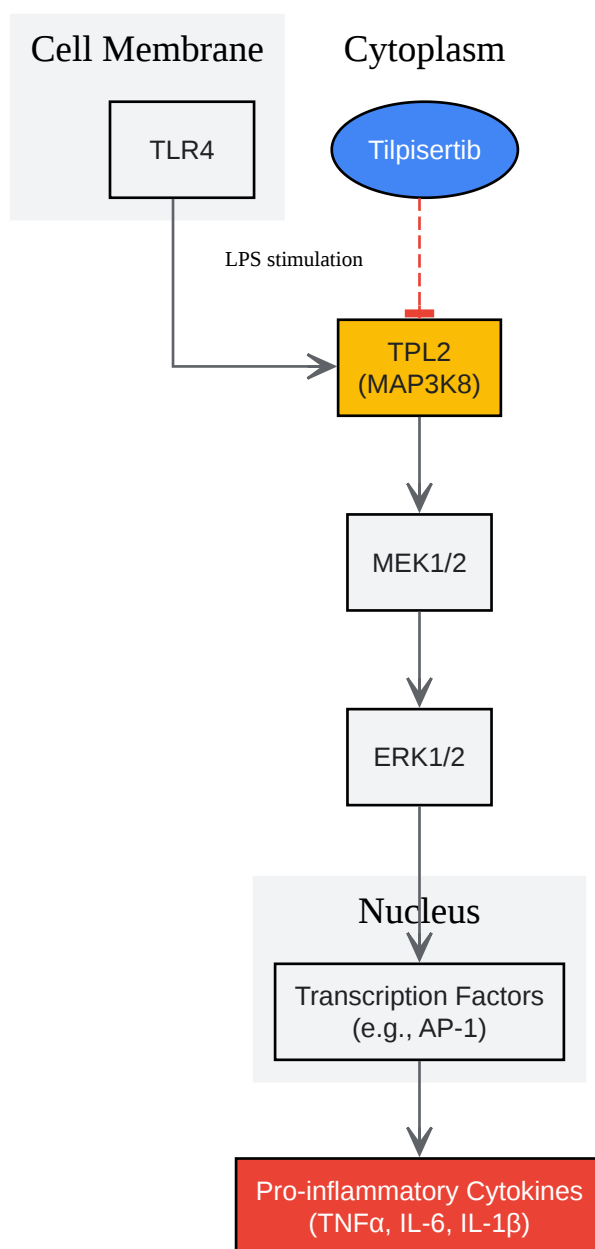 Cell Membrane
Cytoplasm
TLR4
Tilpisertib
LPS stimulation
TPL2
(MAP3K8)
MEK1/2
ERK1/2
Nucleus
Transcription Factors
(e.g., AP-1)
Pro-inflammatory Cytokines
(TNFα, IL-6, IL-1β)